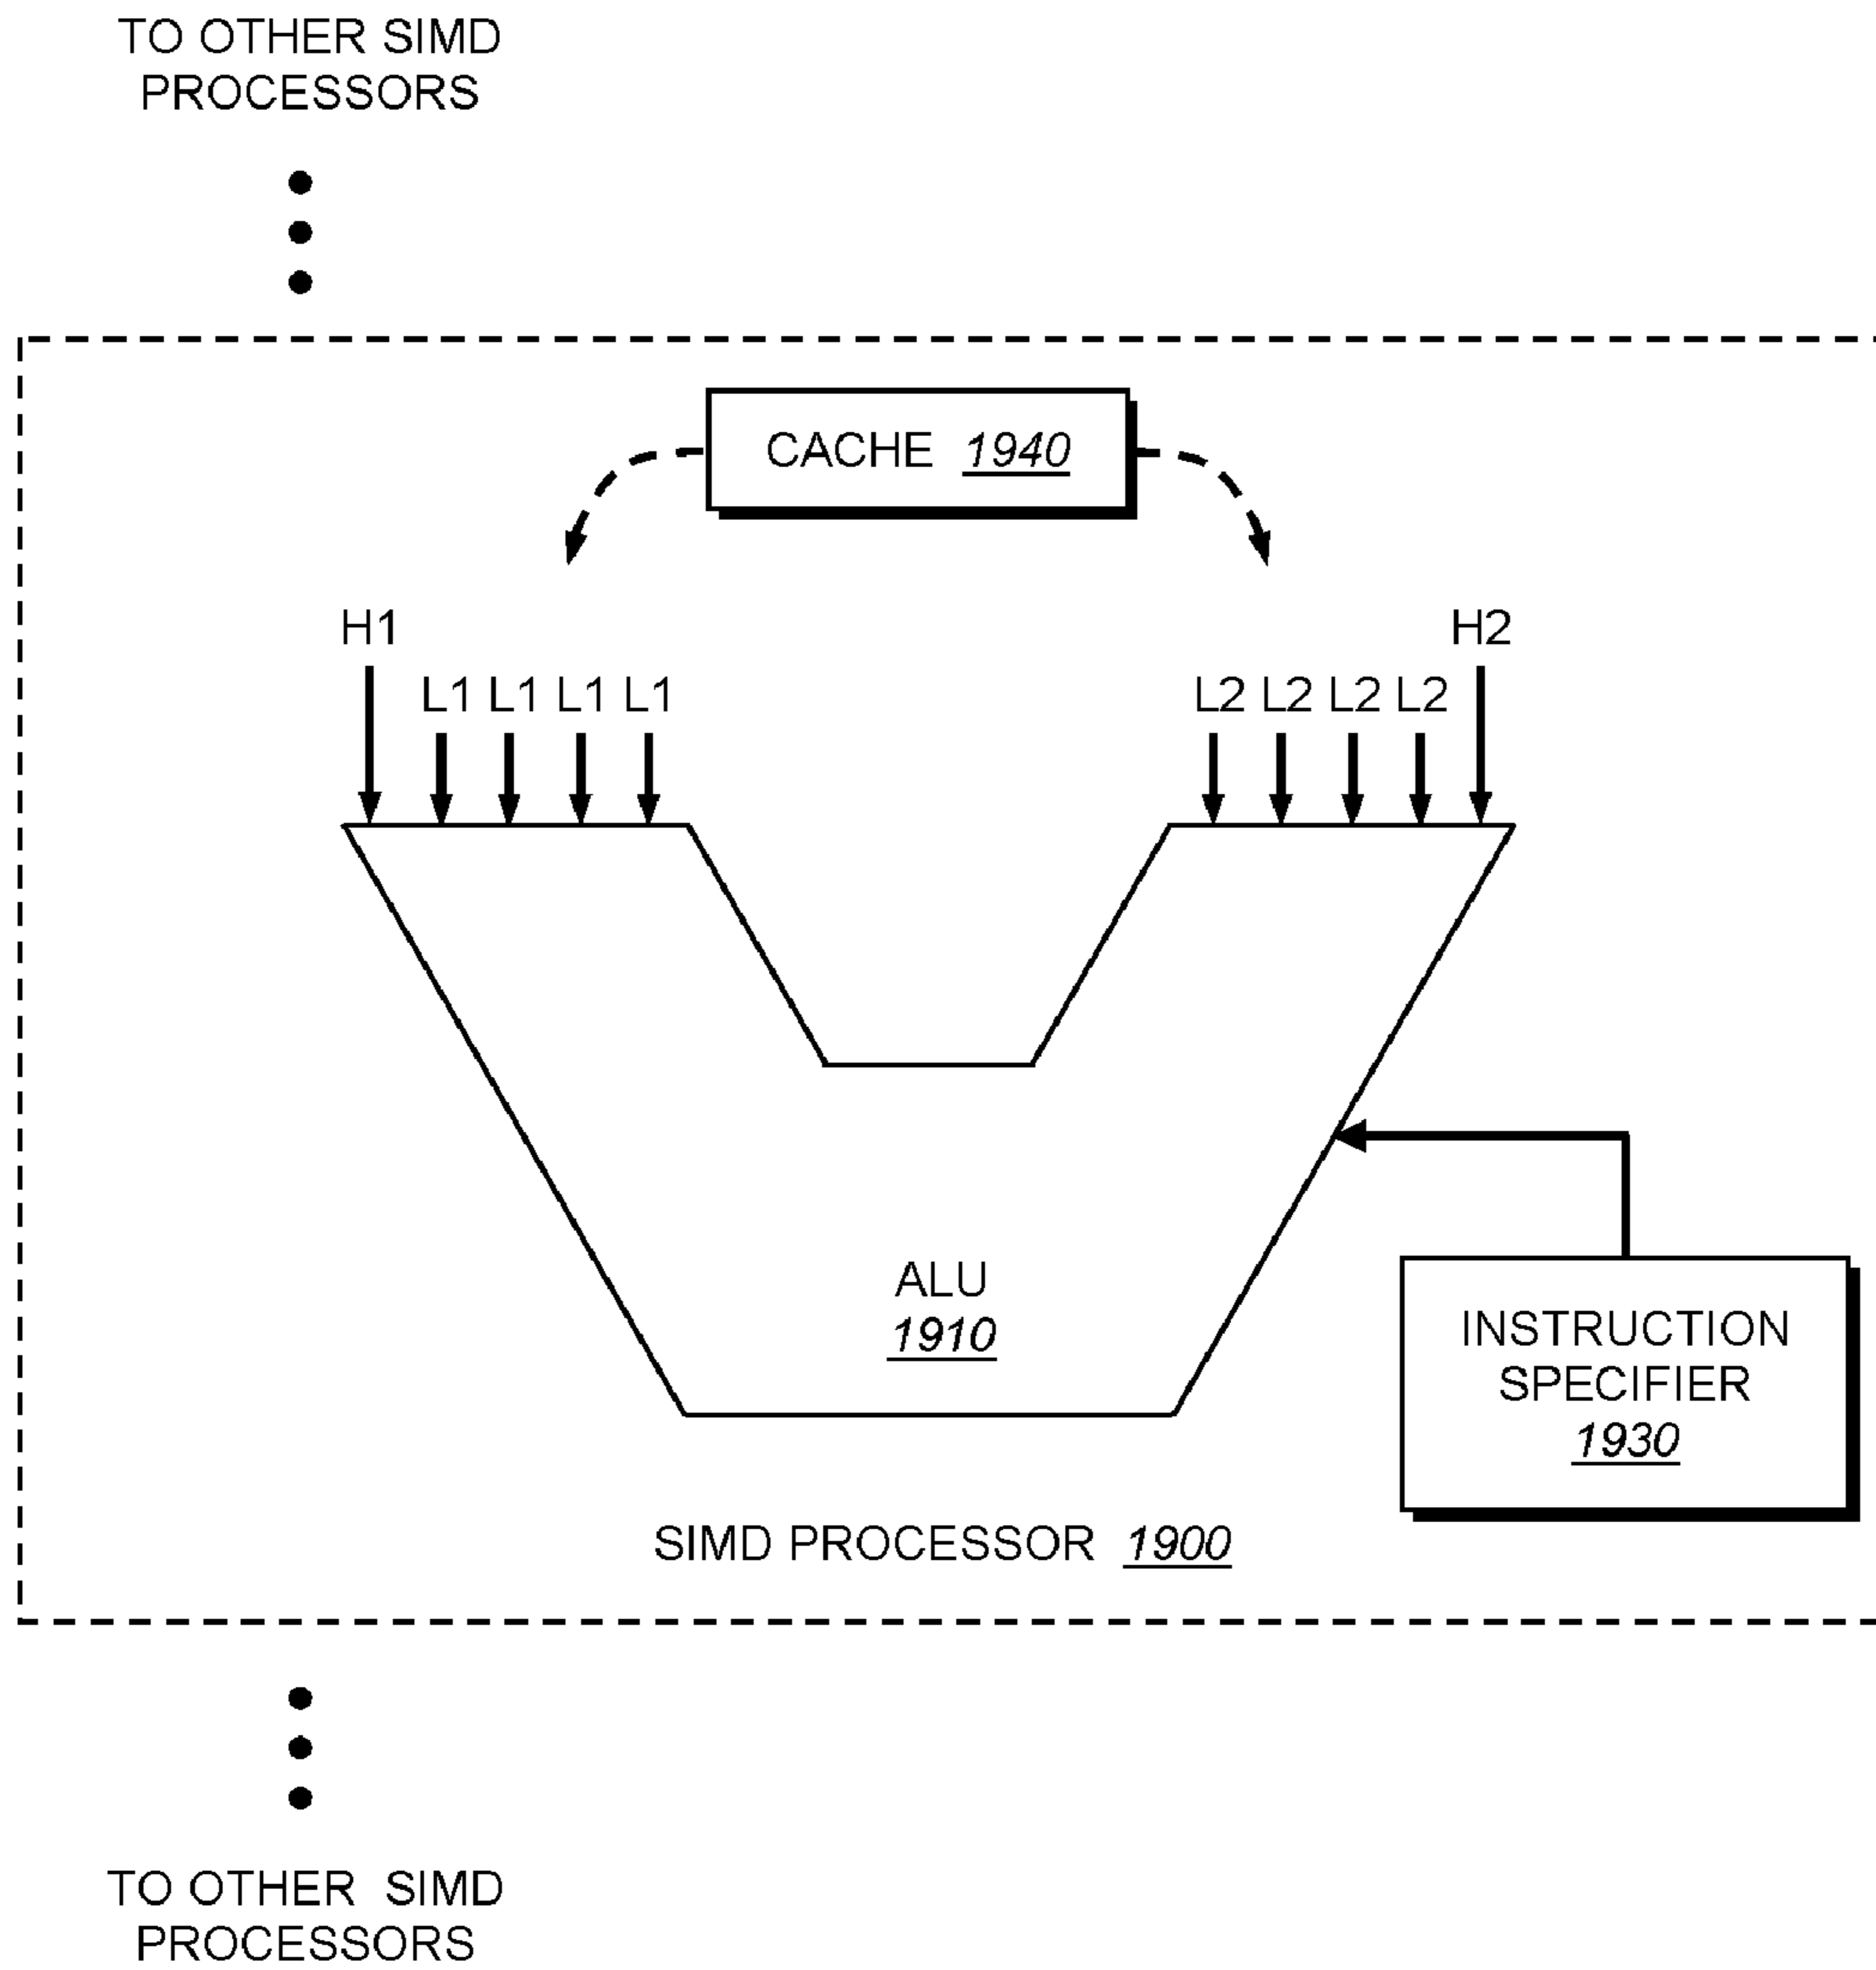 TO OTHER SIMD
PROCESSORS
CACHE 1940
H1
H2
L1 L1 L1 L1
L2 L2 L2 L2
ALU
1910
INSTRUCTION
SPECIFIER
1930
SIMD PROCESSOR 1900
TO OTHER SIMD
PROCESSORS